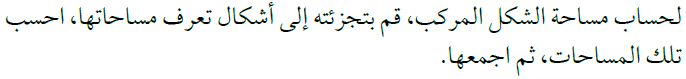 لحساب مساحة الشكل المركب، قم بتجزئته إلى أشكال تعرف مساحاتها، احسب
تلك المساحات، ثم اجمعها.